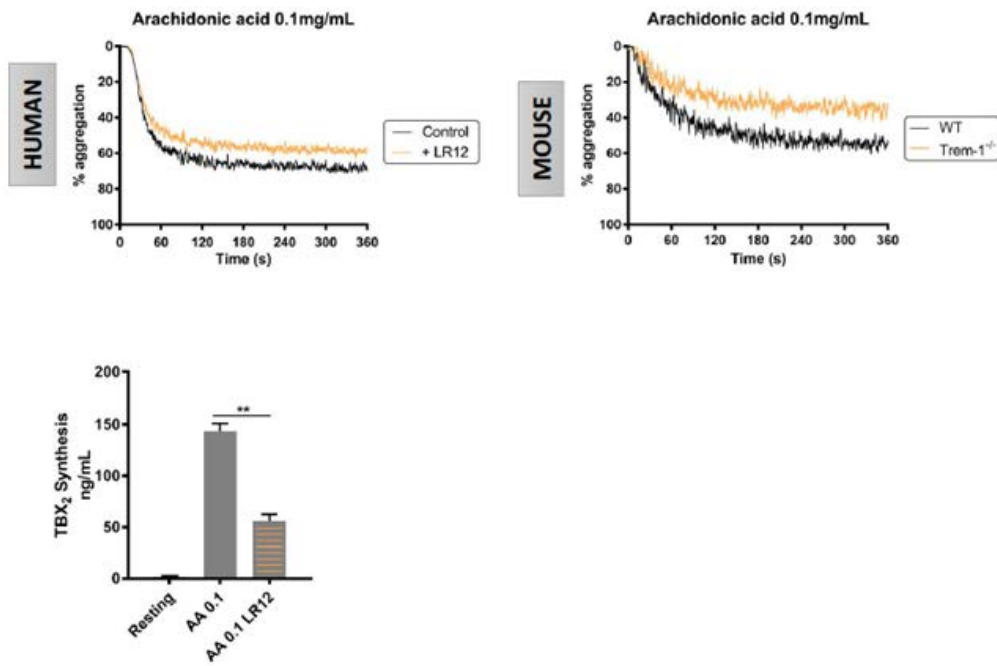 Arachidonic acid 0.1mg/mL
HUMAN
% aggregation
0
20
40
60
80
100
0 60 120 180 240 300 360
Time (s)
Control
+ LR12
Arachidonic acid 0.1mg/mL
MOUSE
% aggregation
0
20
40
60
80
100
0 60 120 180 240 300 360
Time (s)
WT
Trem-1-/-
TBX2 Synthesis
ng/mL
200
150
100
50
0
**
Resting
AA 0.1
AA 0.1 LR12